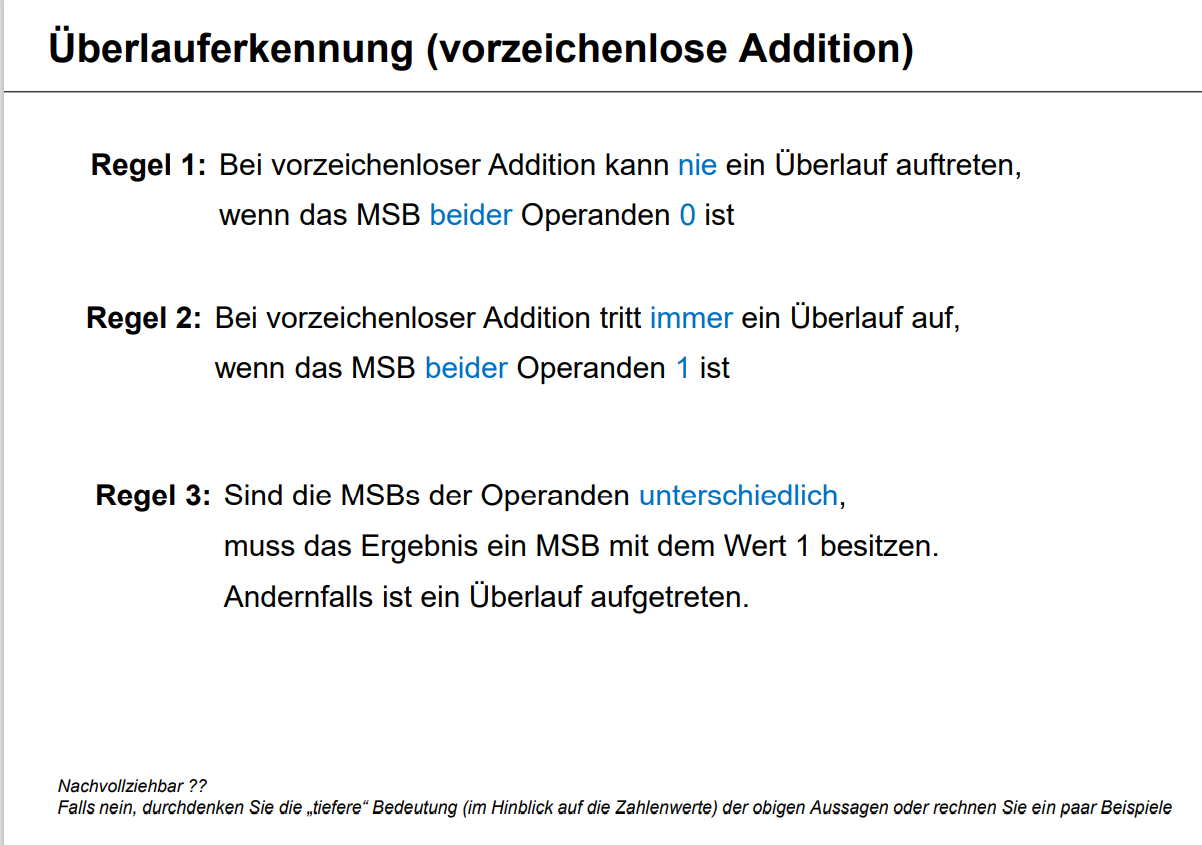 Überlauferkennung (vorzeichenlose Addition)
Regel 1: Bei vorzeichenloser Addition kann nie ein Überlauf auftreten,
wenn das MSB beider Operanden 0 ist
Regel 2: Bei vorzeichenloser Addition tritt immer ein Überlauf auf,
wenn das MSB beider Operanden 1 ist
Regel 3: Sind die MSBs der Operanden unterschiedlich,
muss das Ergebnis ein MSB mit dem Wert 1 besitzen.
Andernfalls ist ein Überlauf aufgetreten.
Nachvollziehbar ??
Falls nein, durchdenken Sie die „tiefere“ Bedeutung (im Hinblick auf die Zahlenwerte) der obigen Aussagen oder rechnen Sie ein paar Beispiele